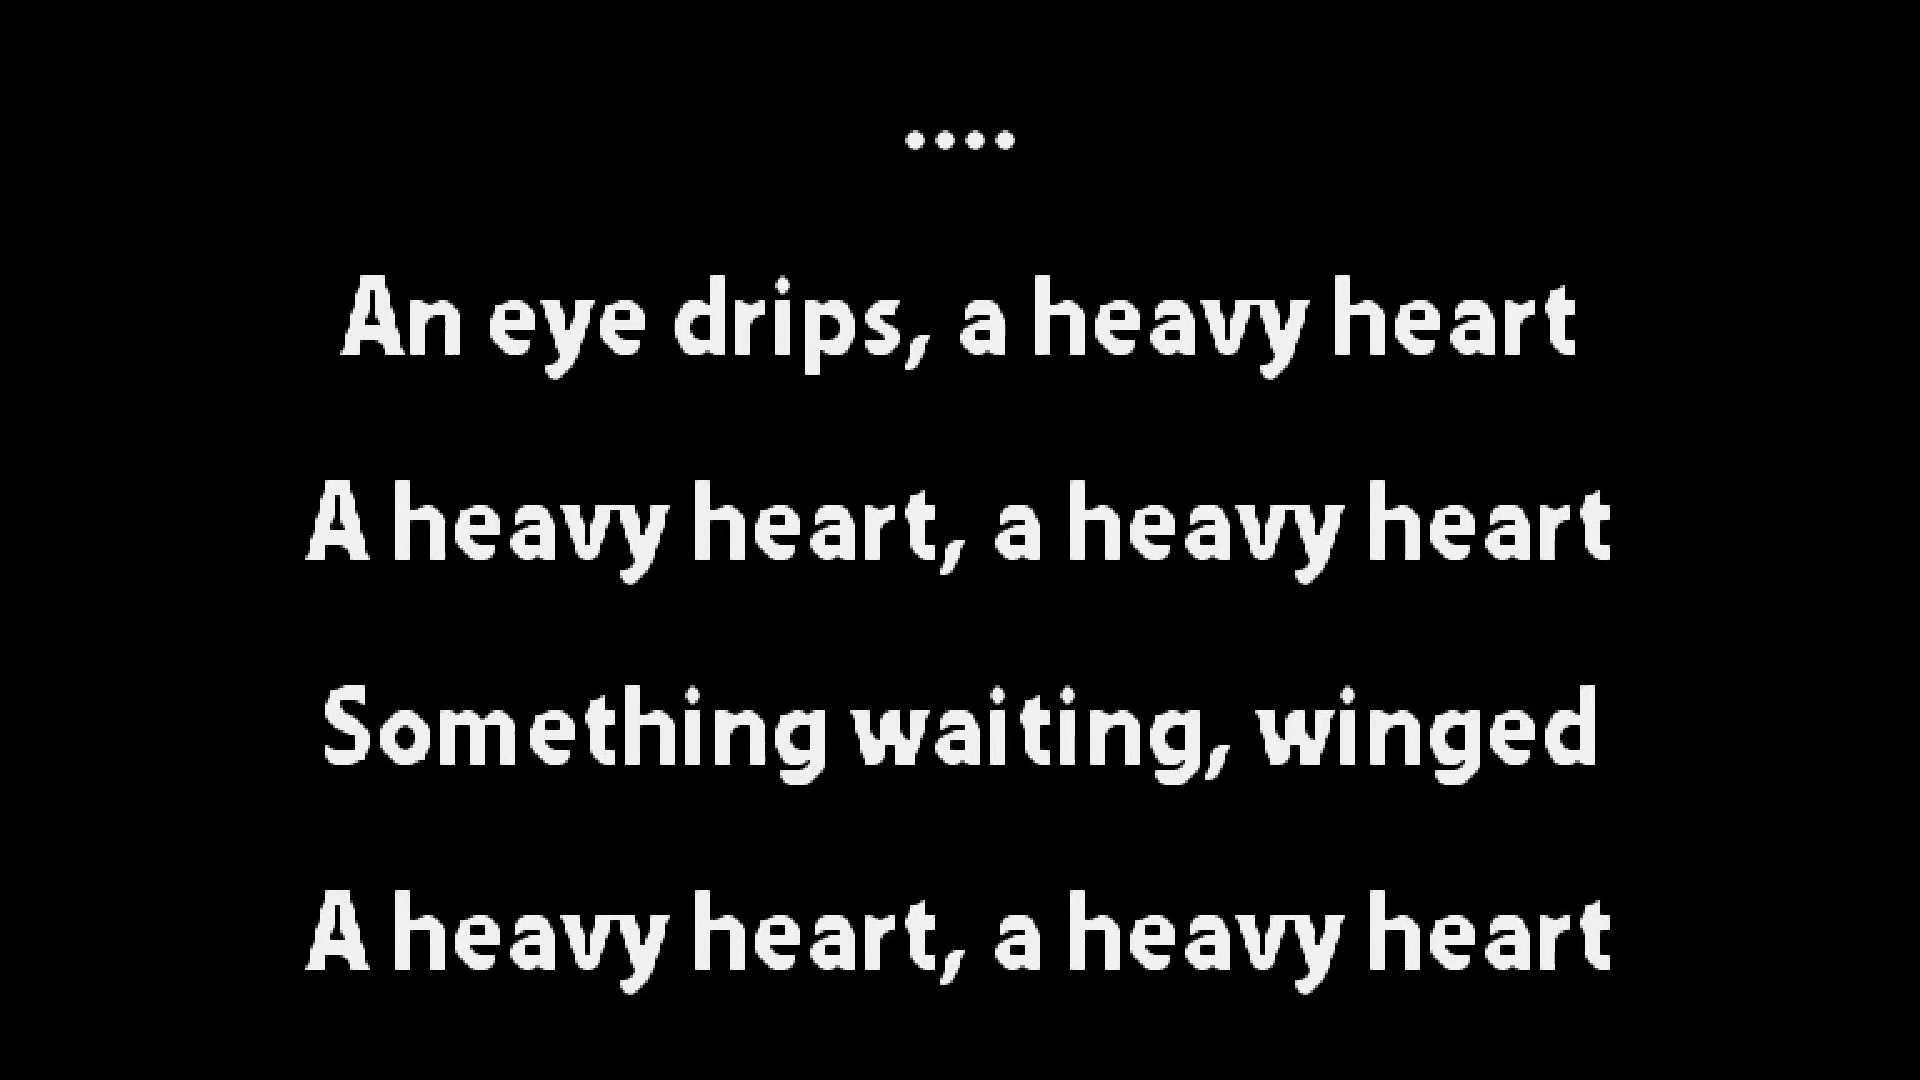 ....
An eye drips, a heavy heart
A heavy heart, a heavy heart
Something waiting, winged
A heavy heart, a heavy heart